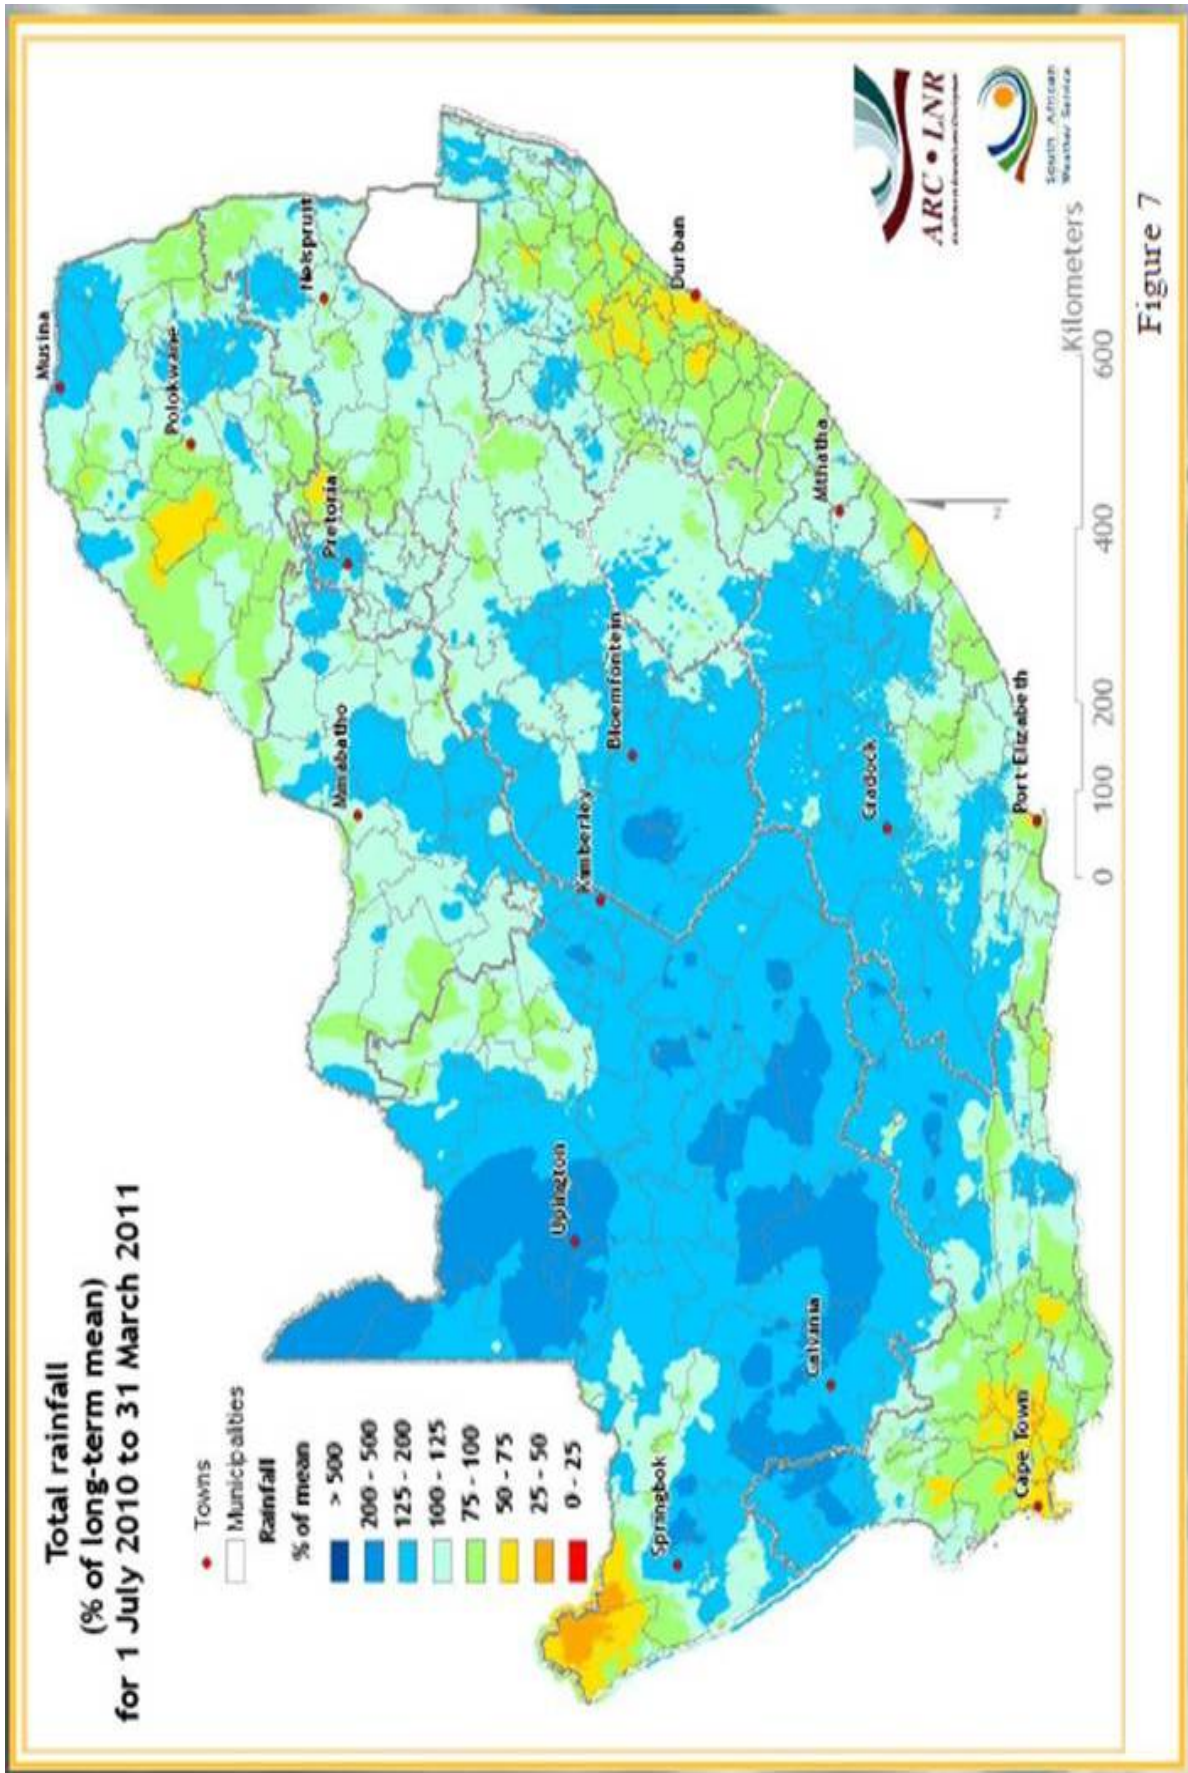 Total rainfall
(% of long-term mean)
for 1 July 2010 to 31 March 2011
Towns
Municipalities
Rainfall
% of mean
> 500
200 - 500
125 - 200
100 - 125
75 - 100
50 - 75
25 - 50
0 - 25
Musina
Polokwane
Nelspruit
Pretoria
Mmabatho
Upington
Kimberley
Bloemfontein
Durban
Springbok
Calvinia
Cradock
Mthatha
Cape Town
Port Elizabeth
0 100 200 400 600
Kilometers
ARC • LNR
South African
Weather Service
Figure 7